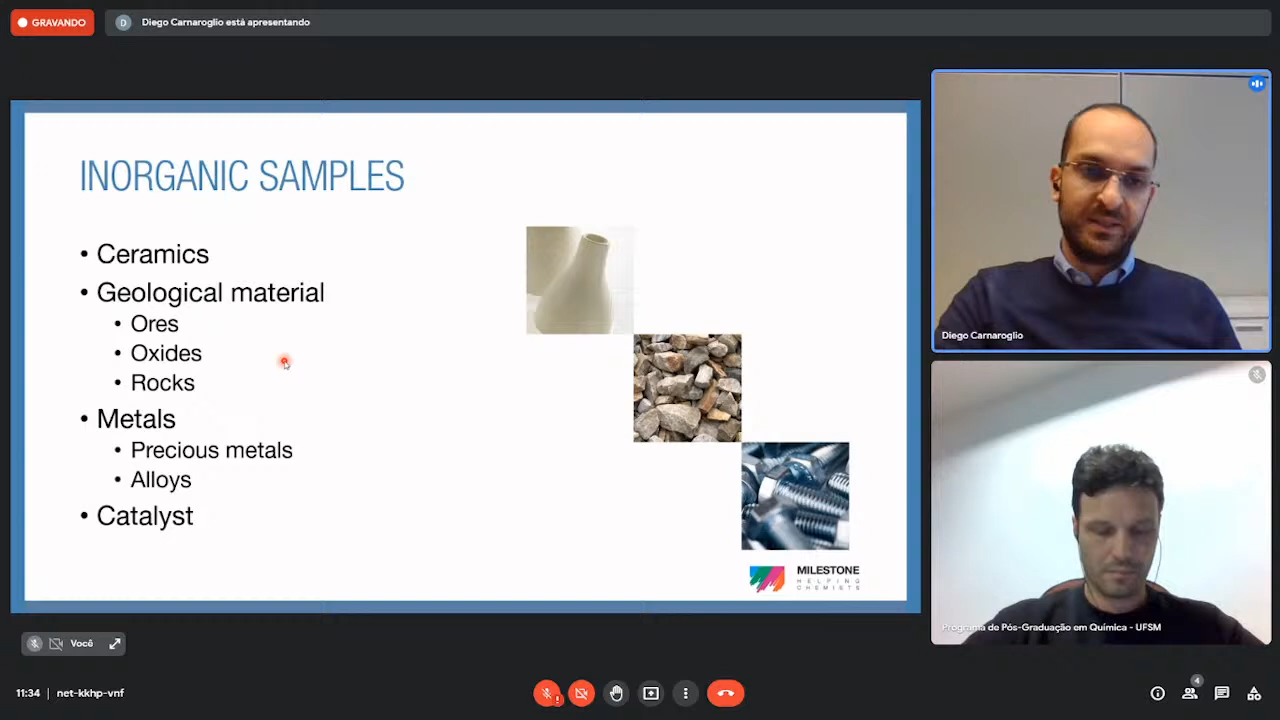 GRAVANDO
D
Diego Carnaroglio está apresentando
INORGANIC SAMPLES
• Ceramics
• Geological material
• Ores
• Oxides
• Rocks
• Metals
• Precious metals
• Alloys
• Catalyst
MILESTONE
HELPING
CHEMISTS
Diego Carnaroglio
Programa de Pós-Graduação em Química - UFSM
Você
11:34 | net-kkhp-vnf
4